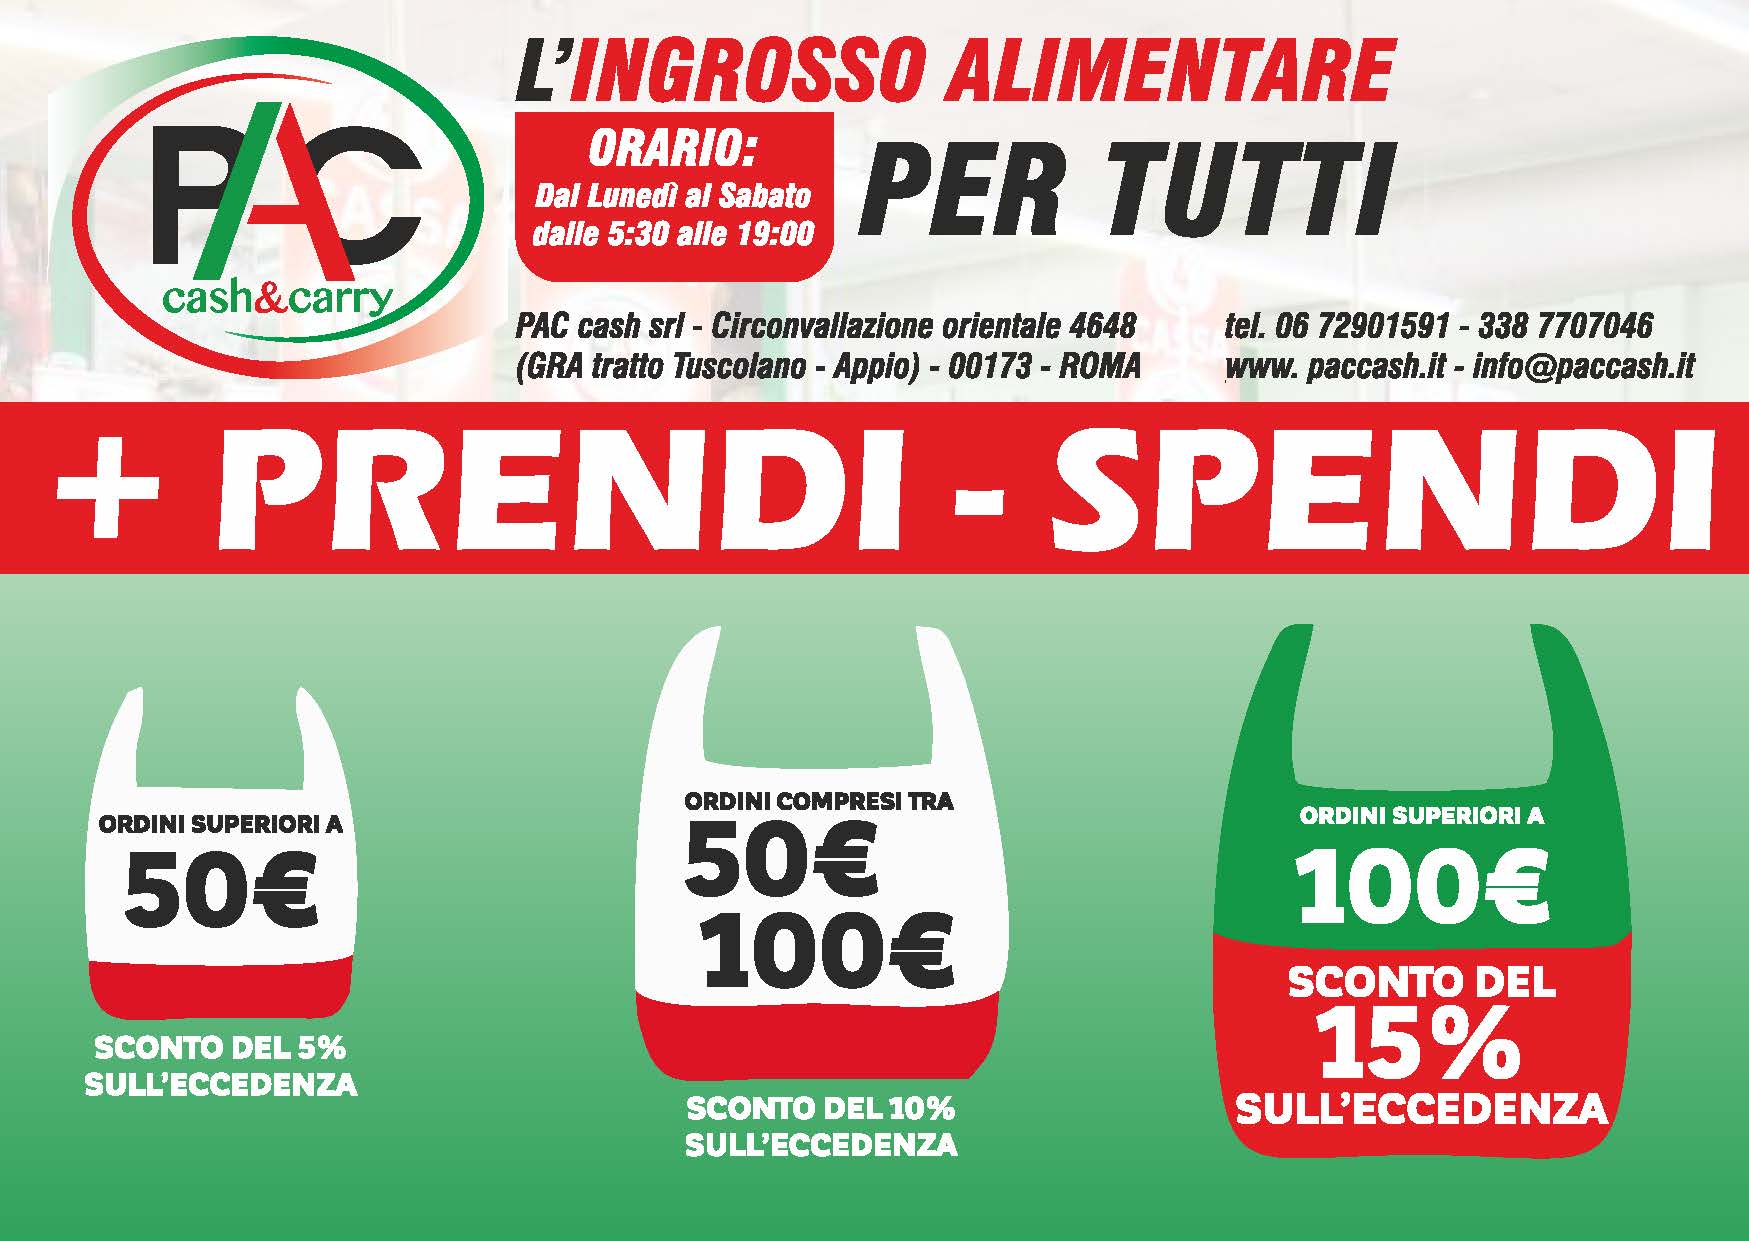 PAC
cash&carry
L'INGROSSO ALIMENTARE
PER TUTTI
ORARIO:
Dal Lunedì al Sabato
dalle 5:30 alle 19:00
PAC cash srl - Circonvallazione orientale 4648
(GRA tratto Tuscolano - Appio) - 00173 - ROMA
tel. 06 72901591 - 338 7707046
www. paccash.it - info@paccash.it
+ PRENDI - SPENDI
ORDINI SUPERIORI A
50€
SCONTO DEL 5%
SULL'ECCEDENZA
ORDINI COMPRESI TRA
50€
100€
SCONTO DEL 10%
SULL'ECCEDENZA
ORDINI SUPERIORI A
100€
SCONTO DEL
15%
SULL'ECCEDENZA